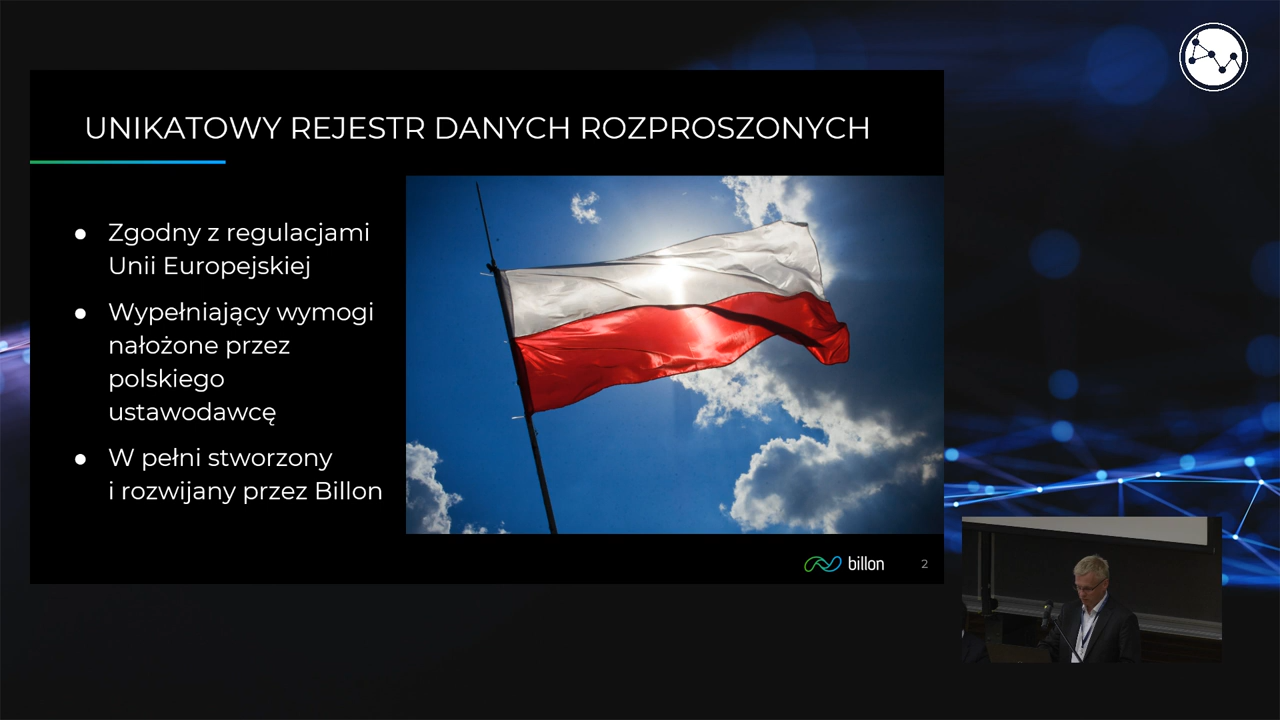 UNIKATOWY REJESTR DANYCH ROZPROSZONYCH
● Zgodny z regulacjami
Unii Europejskiej
● Wypełniający wymogi
nałożone przez
polskiego
ustawodawcę
● W pełni stworzony
i rozwijany przez Billon
billon
2